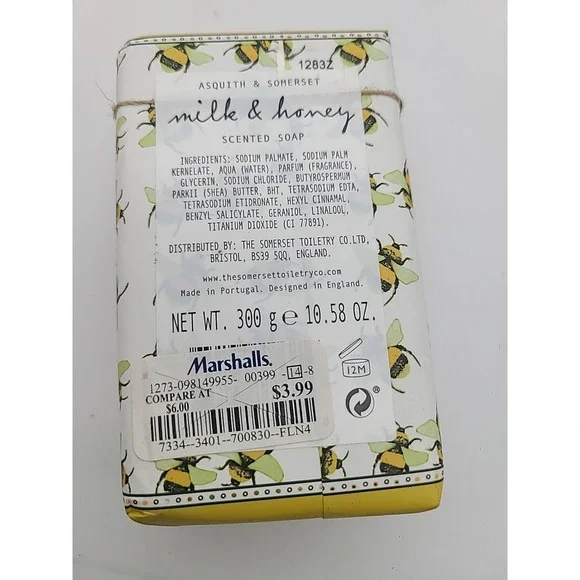 1283Z
ASQUITH & SOMERSET
milk & honey
SCENTED SOAP
INGREDIENTS: SODIUM PALMATE, SODIUM PALM
KERNELATE, AQUA (WATER), PARFUM (FRAGRANCE),
GLYCERIN, SODIUM CHLORIDE, BUTYROSPERMUM
PARKII (SHEA) BUTTER, BHT, TETRASODIUM EDTA,
TETRASODIUM ETIDRONATE, HEXYL CINNAMAL,
BENZYL SALICYLATE, GERANIOL, LINALOOL,
TITANIUM DIOXIDE (CI 77891).
DISTRIBUTED BY: THE SOMERSET TOILETRY CO.LTD,
BRISTOL, BS39 5QQ, ENGLAND.
www.thesomersettoiletryco.com
Made in Portugal. Designed in England.
NET WT. 300 g e 10.58 OZ.
Marshalls.
1273-098149955- 00399 -14-8
COMPARE AT
$6.00
$3.99
7334--3401--700830--FLN4
12M